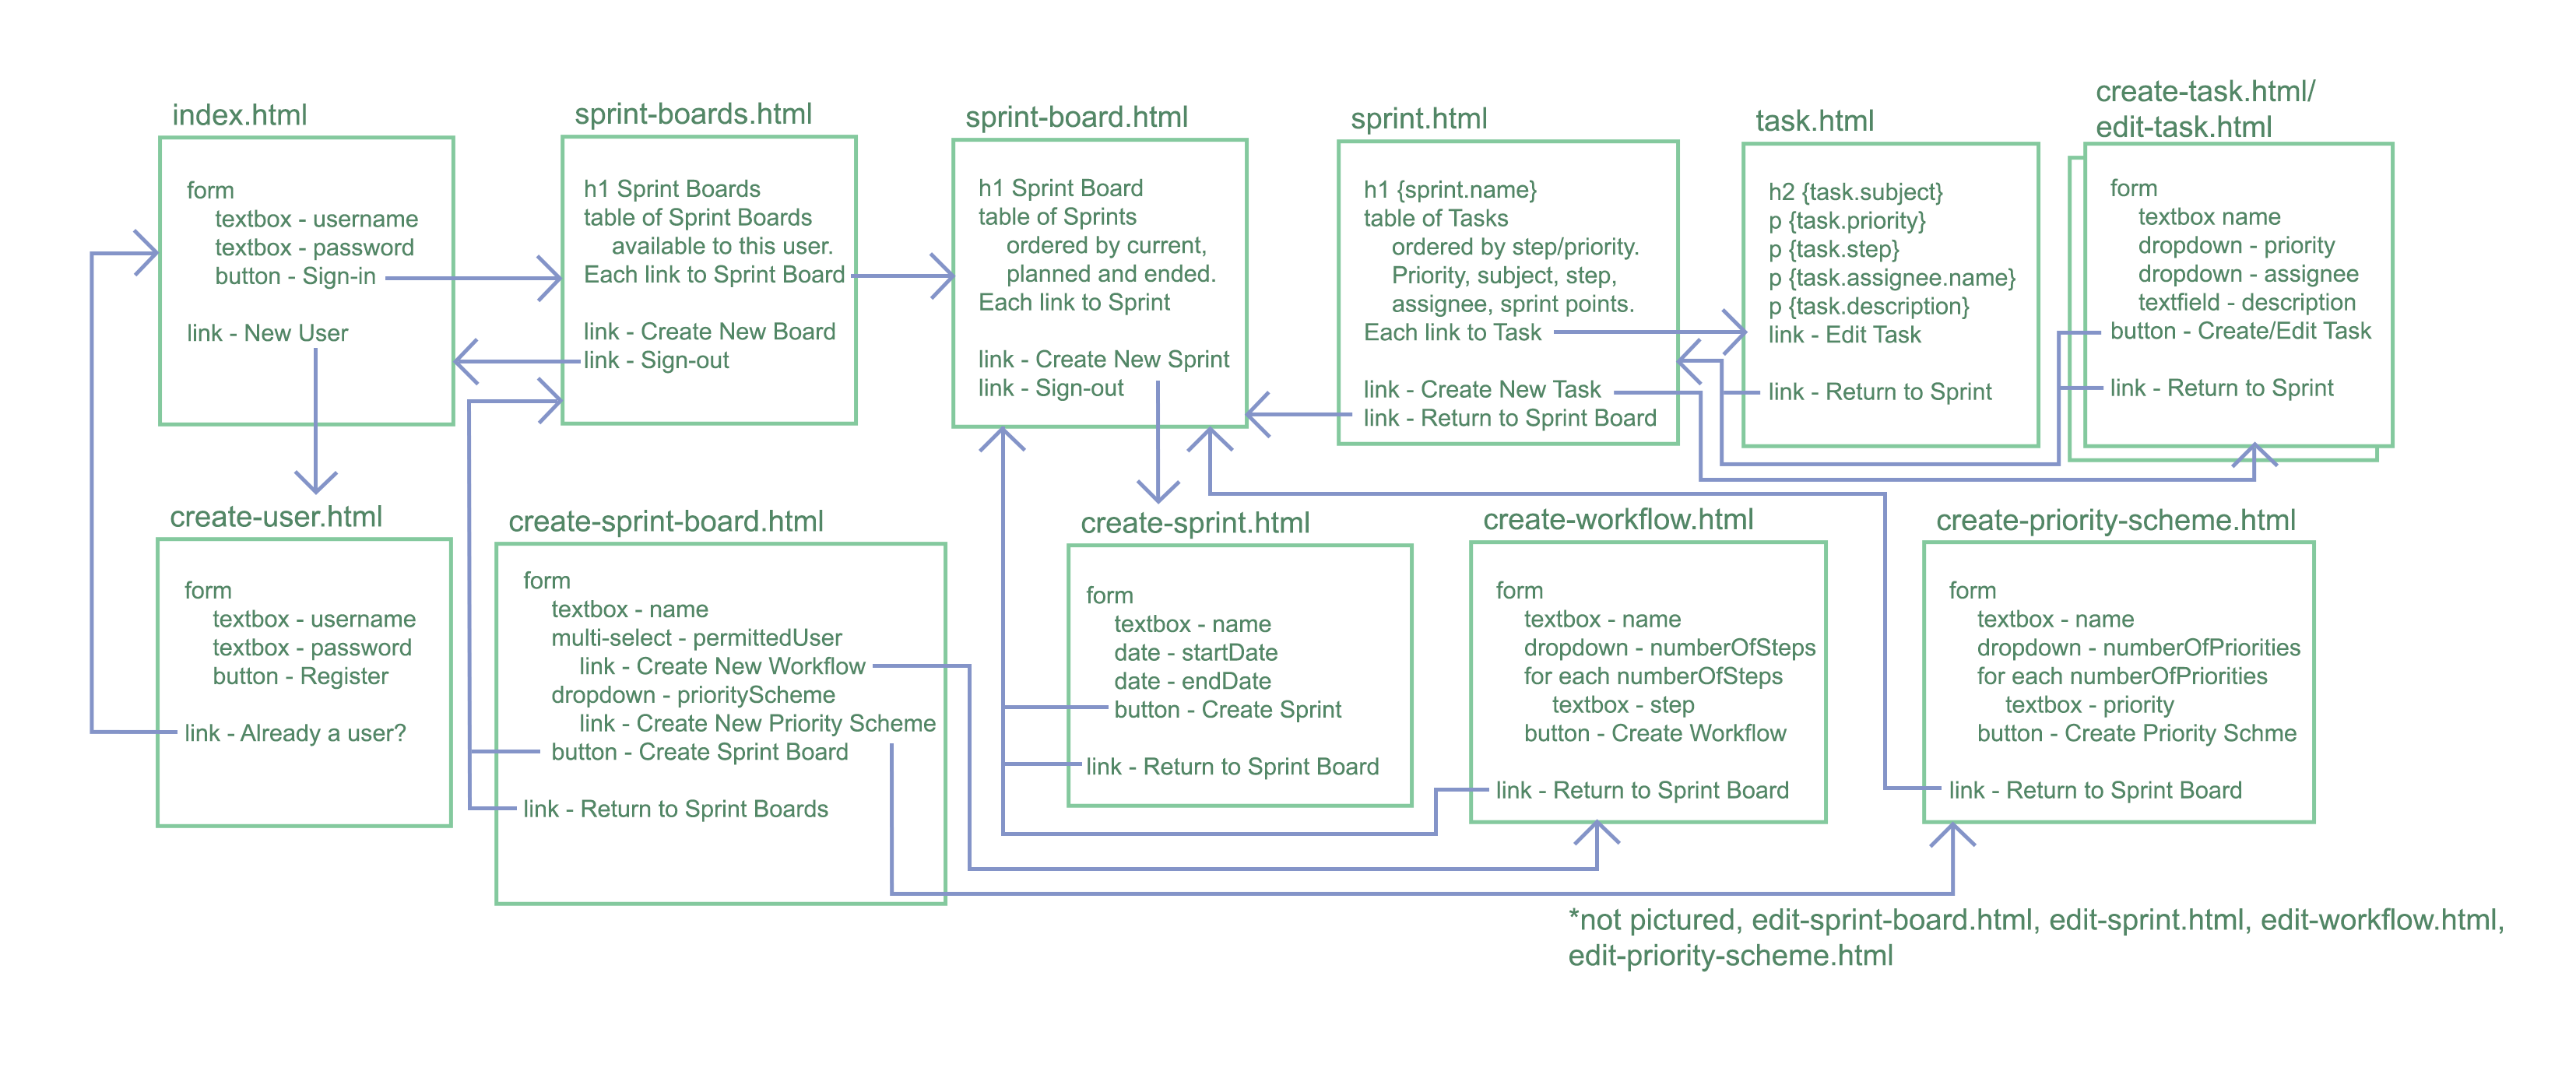 index.html
form
textbox - username
textbox - password
button - Sign-in
link - New User
sprint-boards.html
h1 Sprint Boards
table of Sprint Boards
available to this user.
Each link to Sprint Board
link - Create New Board
link - Sign-out
sprint-board.html
h1 Sprint Board
table of Sprints
ordered by current,
planned and ended.
Each link to Sprint
link - Create New Sprint
link - Sign-out
sprint.html
h1 {sprint.name}
table of Tasks
ordered by step/priority.
Priority, subject, step,
assignee, sprint points.
Each link to Task
link - Create New Task
link - Return to Sprint Board
task.html
h2 {task.subject}
p {task.priority}
p {task.step}
p {task.assignee.name}
p {task.description}
link - Edit Task
link - Return to Sprint
create-task.html/
edit-task.html
form
textbox name
dropdown - priority
dropdown - assignee
textfield - description
button - Create/Edit Task
link - Return to Sprint
create-user.html
form
textbox - username
textbox - password
button - Register
link - Already a user?
create-sprint-board.html
form
textbox - name
multi-select - permittedUser
link - Create New Workflow
dropdown - priorityScheme
link - Create New Priority Scheme
button - Create Sprint Board
link - Return to Sprint Boards
create-sprint.html
form
textbox - name
date - startDate
date - endDate
button - Create Sprint
link - Return to Sprint Board
create-workflow.html
form
textbox - name
dropdown - numberOfSteps
for each numberOfSteps
textbox - step
button - Create Workflow
link - Return to Sprint Board
create-priority-scheme.html
form
textbox - name
dropdown - numberOfPriorities
for each numberOfPriorities
textbox - priority
button - Create Priority Schme
link - Return to Sprint Board
*not pictured, edit-sprint-board.html, edit-sprint.html, edit-workflow.html,
edit-priority-scheme.html